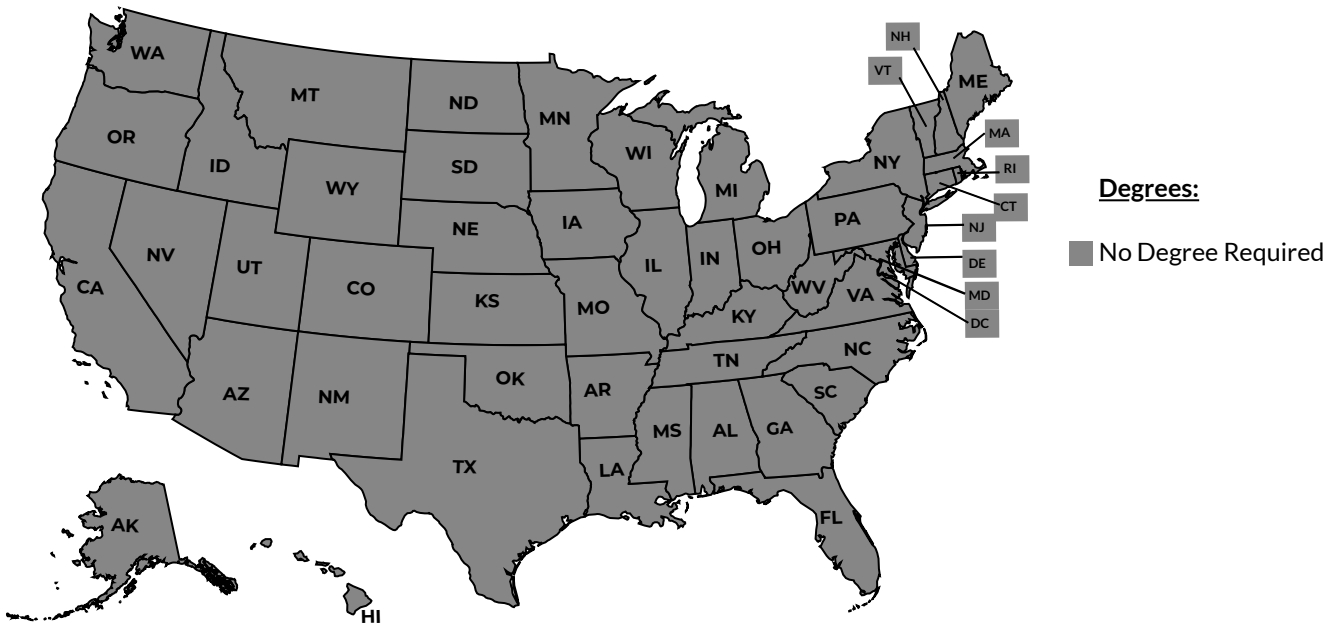 NH
VT
ME
WA
MT
ND
MN
OR
ID
SD
WI
MI
NY
MA
RI
CT
WY
NE
IA
PA
NJ
NV
UT
CO
KS
MO
IL
IN
OH
WV
VA
DE
MD
DC
CA
KY
NC
AZ
NM
OK
AR
TN
SC
MS
AL
GA
TX
LA
FL
AK
HI
Degrees:
No Degree Required